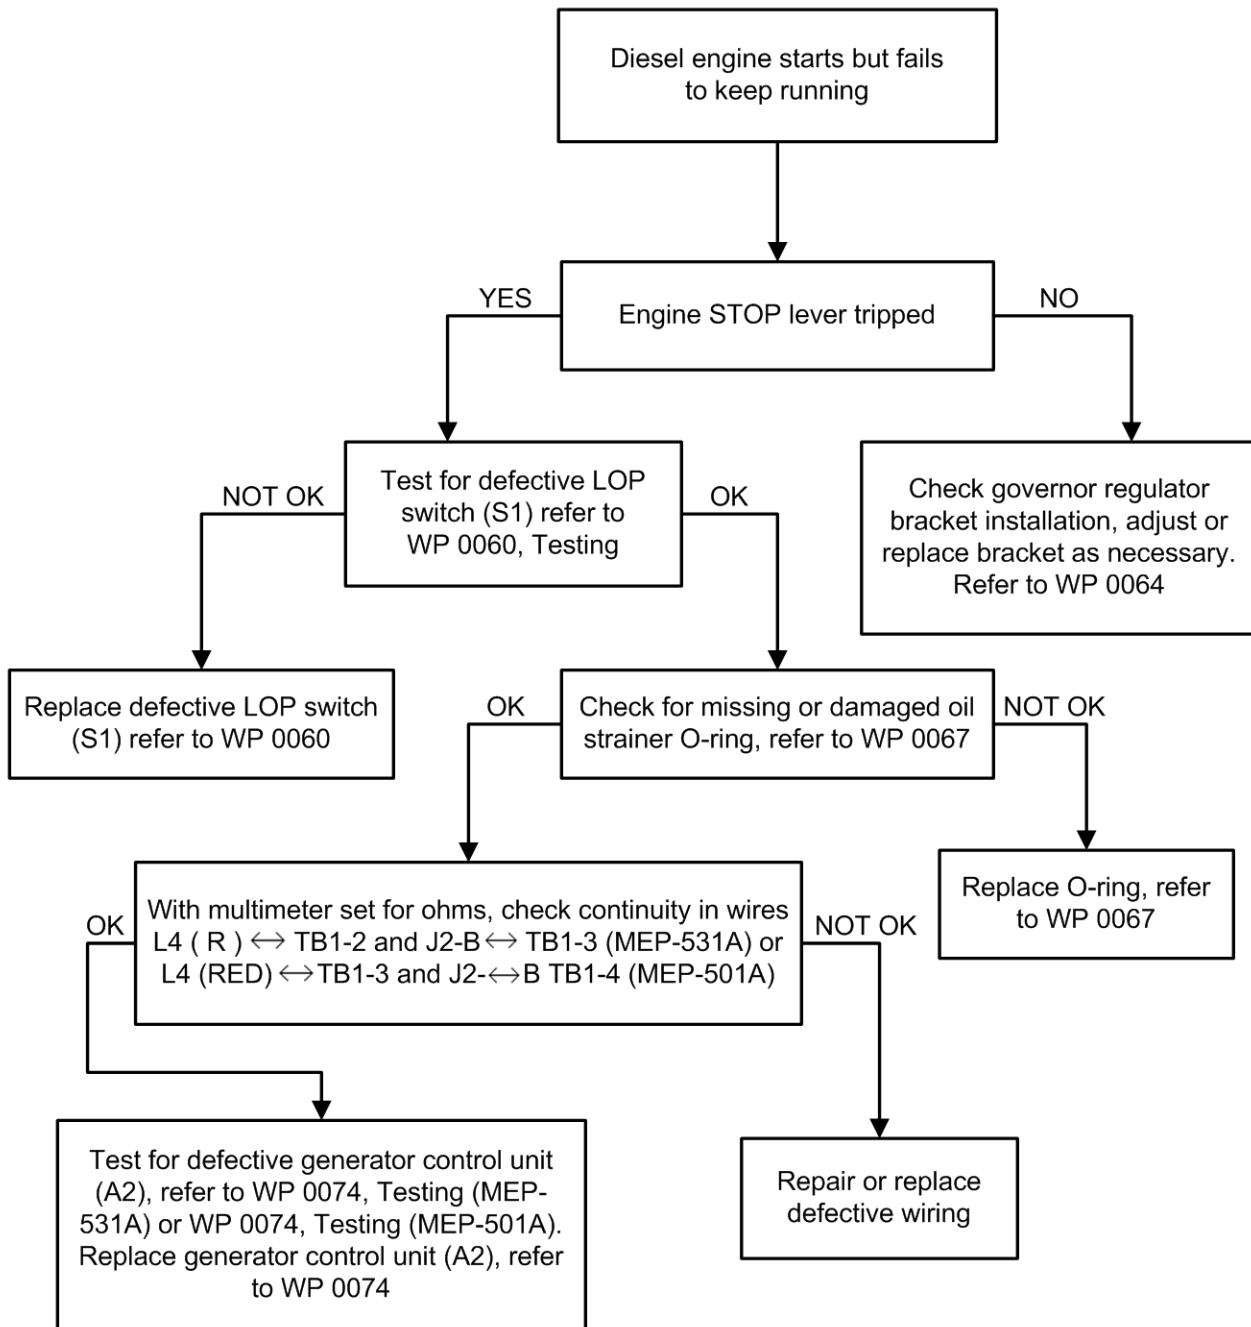 Diesel engine starts but fails
to keep running
YES
Engine STOP lever tripped
NO
NOT OK
Test for defective LOP
switch (S1) refer to
WP 0060, Testing
OK
Check governor regulator
bracket installation, adjust or
replace bracket as necessary.
Refer to WP 0064
Replace defective LOP switch
(S1) refer to WP 0060
OK
Check for missing or damaged oil
strainer O-ring, refer to WP 0067
NOT OK
Replace O-ring, refer
to WP 0067
OK
With multimeter set for ohms, check continuity in wires
L4 ( R ) ↔ TB1-2 and J2-B↔ TB1-3 (MEP-531A) or
L4 (RED) ↔TB1-3 and J2-↔B TB1-4 (MEP-501A)
NOT OK
Test for defective generator control unit
(A2), refer to WP 0074, Testing (MEP-
531A) or WP 0074, Testing (MEP-501A).
Replace generator control unit (A2), refer
to WP 0074
Repair or replace
defective wiring